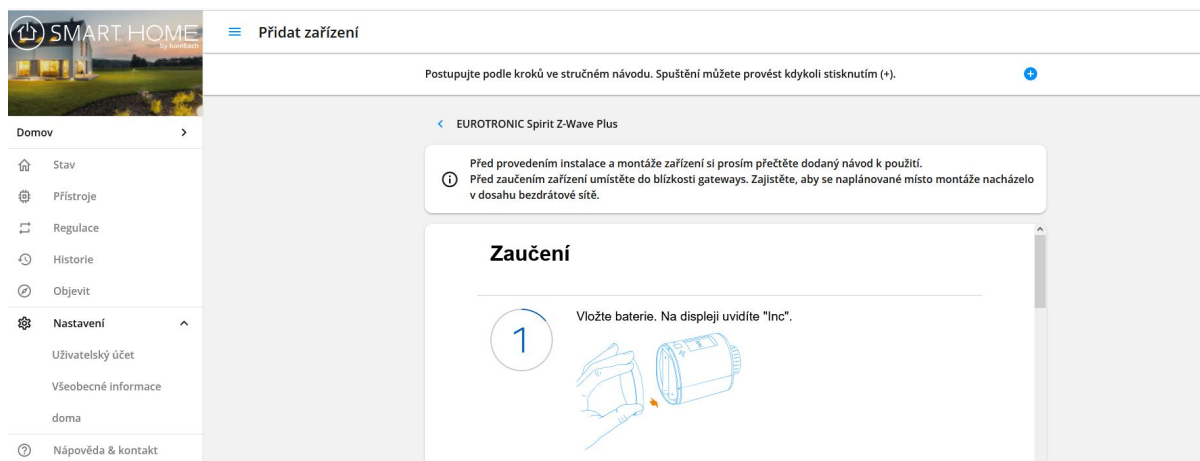 SMART HOME
by hornbach
Přidat zařízení
Postupujte podle kroků ve stručném návodu. Spuštění můžete provést kdykoli stisknutím (+).
Domov
Stav
Přístroje
Regulace
Historie
Objevit
Nastavení
Uživatelský účet
Všeobecné informace
doma
Nápověda & kontakt
EUROTRONIC Spirit Z-Wave Plus
Před provedením instalace a montáže zařízení si prosím přečtěte dodaný návod k použití.
Před zaučením zařízení umístěte do blízkosti gateways. Zajistěte, aby se naplánované místo montáže nacházelo
v dosahu bezdrátové sítě.
Zaučení
1
Vložte baterie. Na displeji uvidíte "Inc".